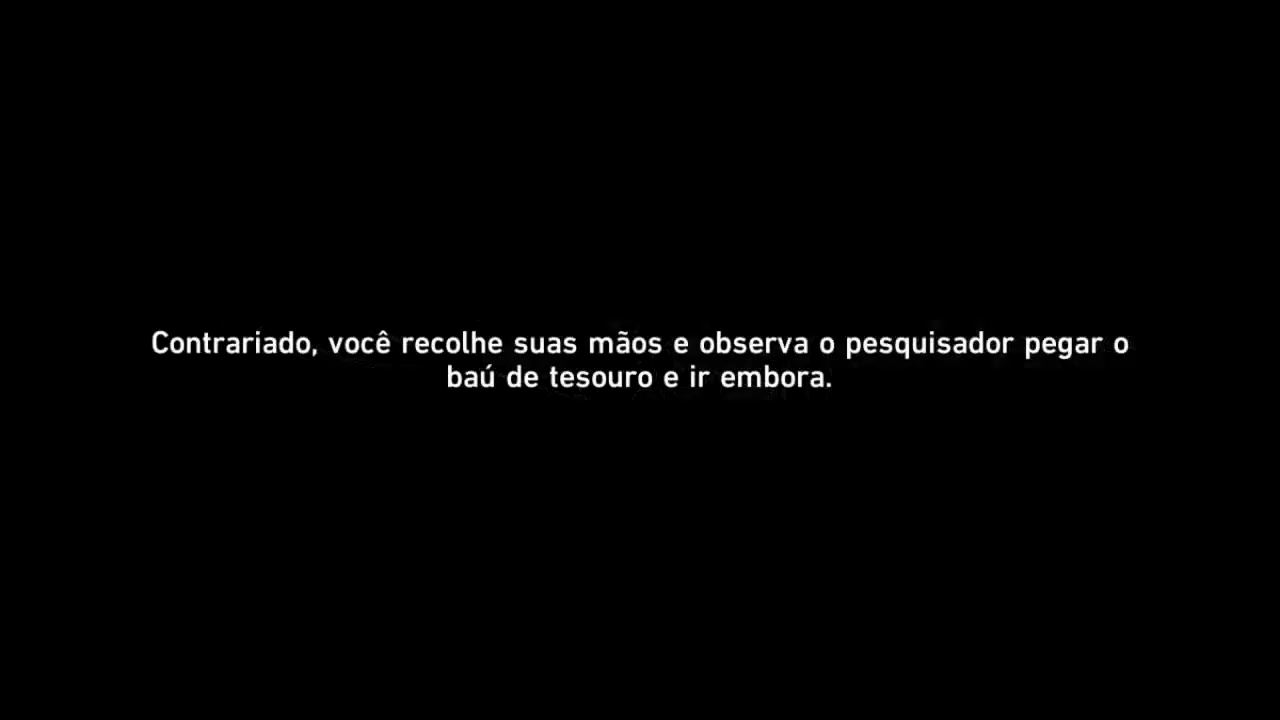 Contrariado, você recolhe suas mãos e observa o pesquisador pegar o
baú de tesouro e ir embora.